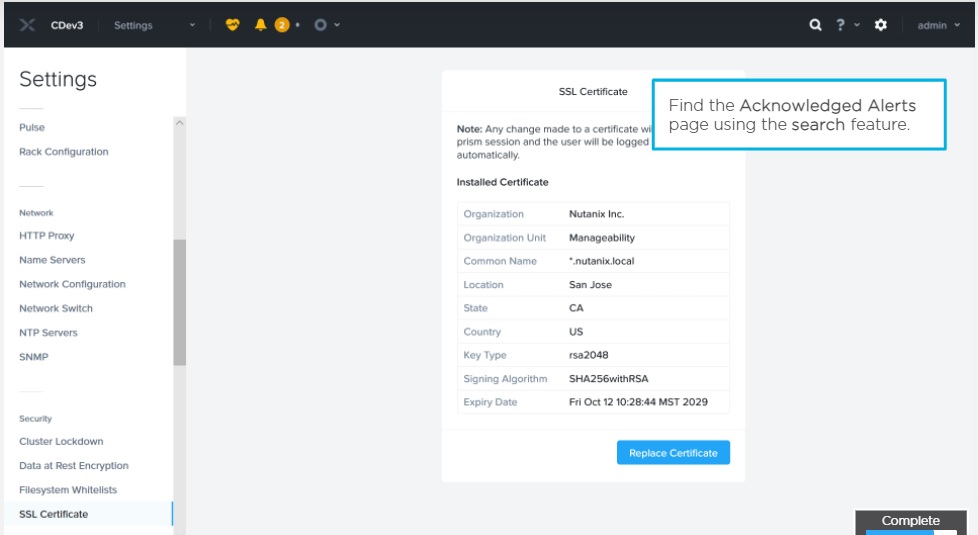 CDev3 Settings 2 ? admin
Settings
Pulse
Rack Configuration
Network
HTTP Proxy
Name Servers
Network Configuration
Network Switch
NTP Servers
SNMP
Security
Cluster Lockdown
Data at Rest Encryption
Filesystem Whitelists
SSL Certificate
SSL Certificate
Note: Any change made to a certificate wi
prism session and the user will be logged
automatically.
Installed Certificate
Organization Nutanix Inc.
Organization Unit Manageability
Common Name *.nutanix.local
Location San Jose
State CA
Country US
Key Type rsa2048
Signing Algorithm SHA256withRSA
Expiry Date Fri Oct 12 10:28:44 MST 2029
Replace Certificate
Find the Acknowledged Alerts
page using the search feature.
Complete